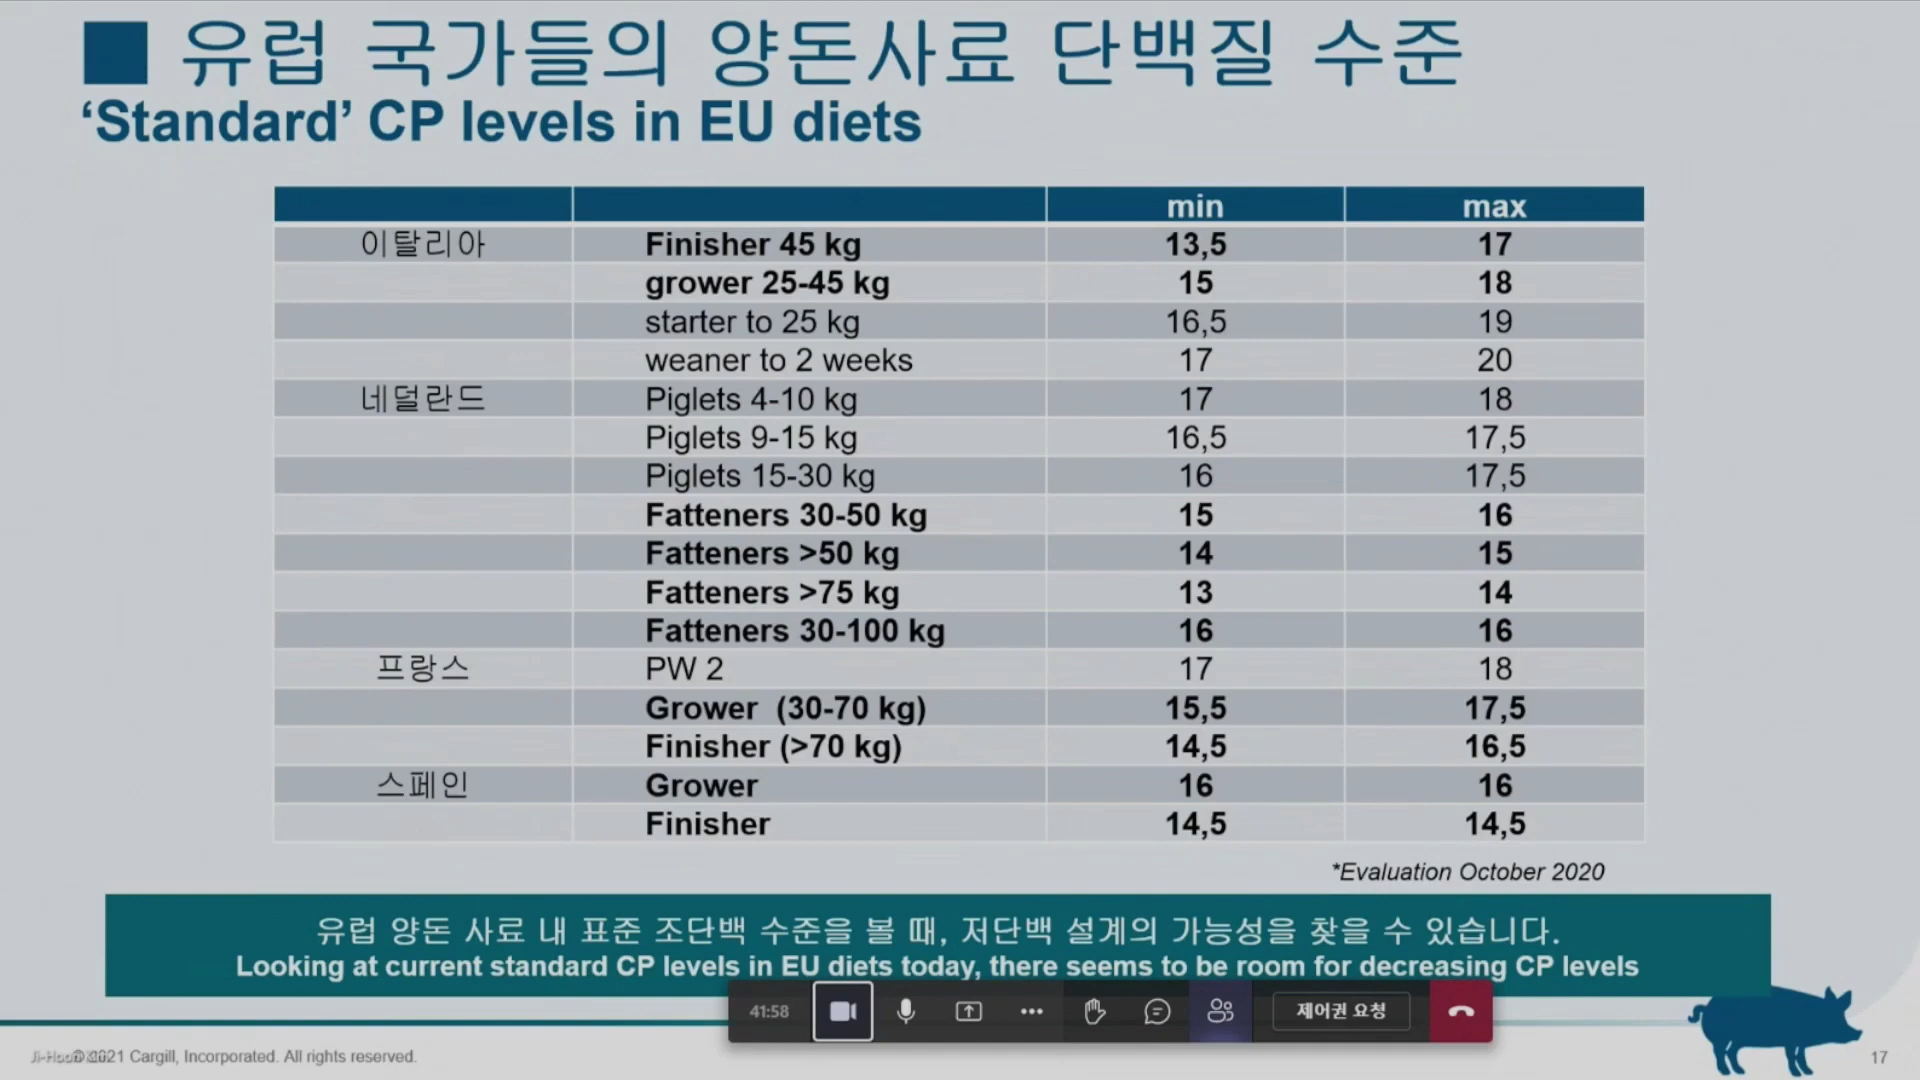 유럽 국가들의 양돈사료 단백질 수준
‘Standard’ CP levels in EU diets
min max
이탈리아 Finisher 45 kg 13,5 17
grower 25-45 kg 15 18
starter to 25 kg 16,5 19
weaner to 2 weeks 17 20
네덜란드 Piglets 4-10 kg 17 18
Piglets 9-15 kg 16,5 17,5
Piglets 15-30 kg 16 17,5
Fatteners 30-50 kg 15 16
Fatteners >50 kg 14 15
Fatteners >75 kg 13 14
Fatteners 30-100 kg 16 16
프랑스 PW 2 17 18
Grower (30-70 kg) 15,5 17,5
Finisher (>70 kg) 14,5 16,5
스페인 Grower 16 16
Finisher 14,5 14,5
*Evaluation October 2020
유럽 양돈 사료 내 표준 조단백 수준을 볼 때, 저단백 설계의 가능성을 찾을 수 있습니다.
Looking at current standard CP levels in EU diets today, there seems to be room for decreasing CP levels
41:58 제어권 요청
2021 Cargill, Incorporated. All rights reserved.
17